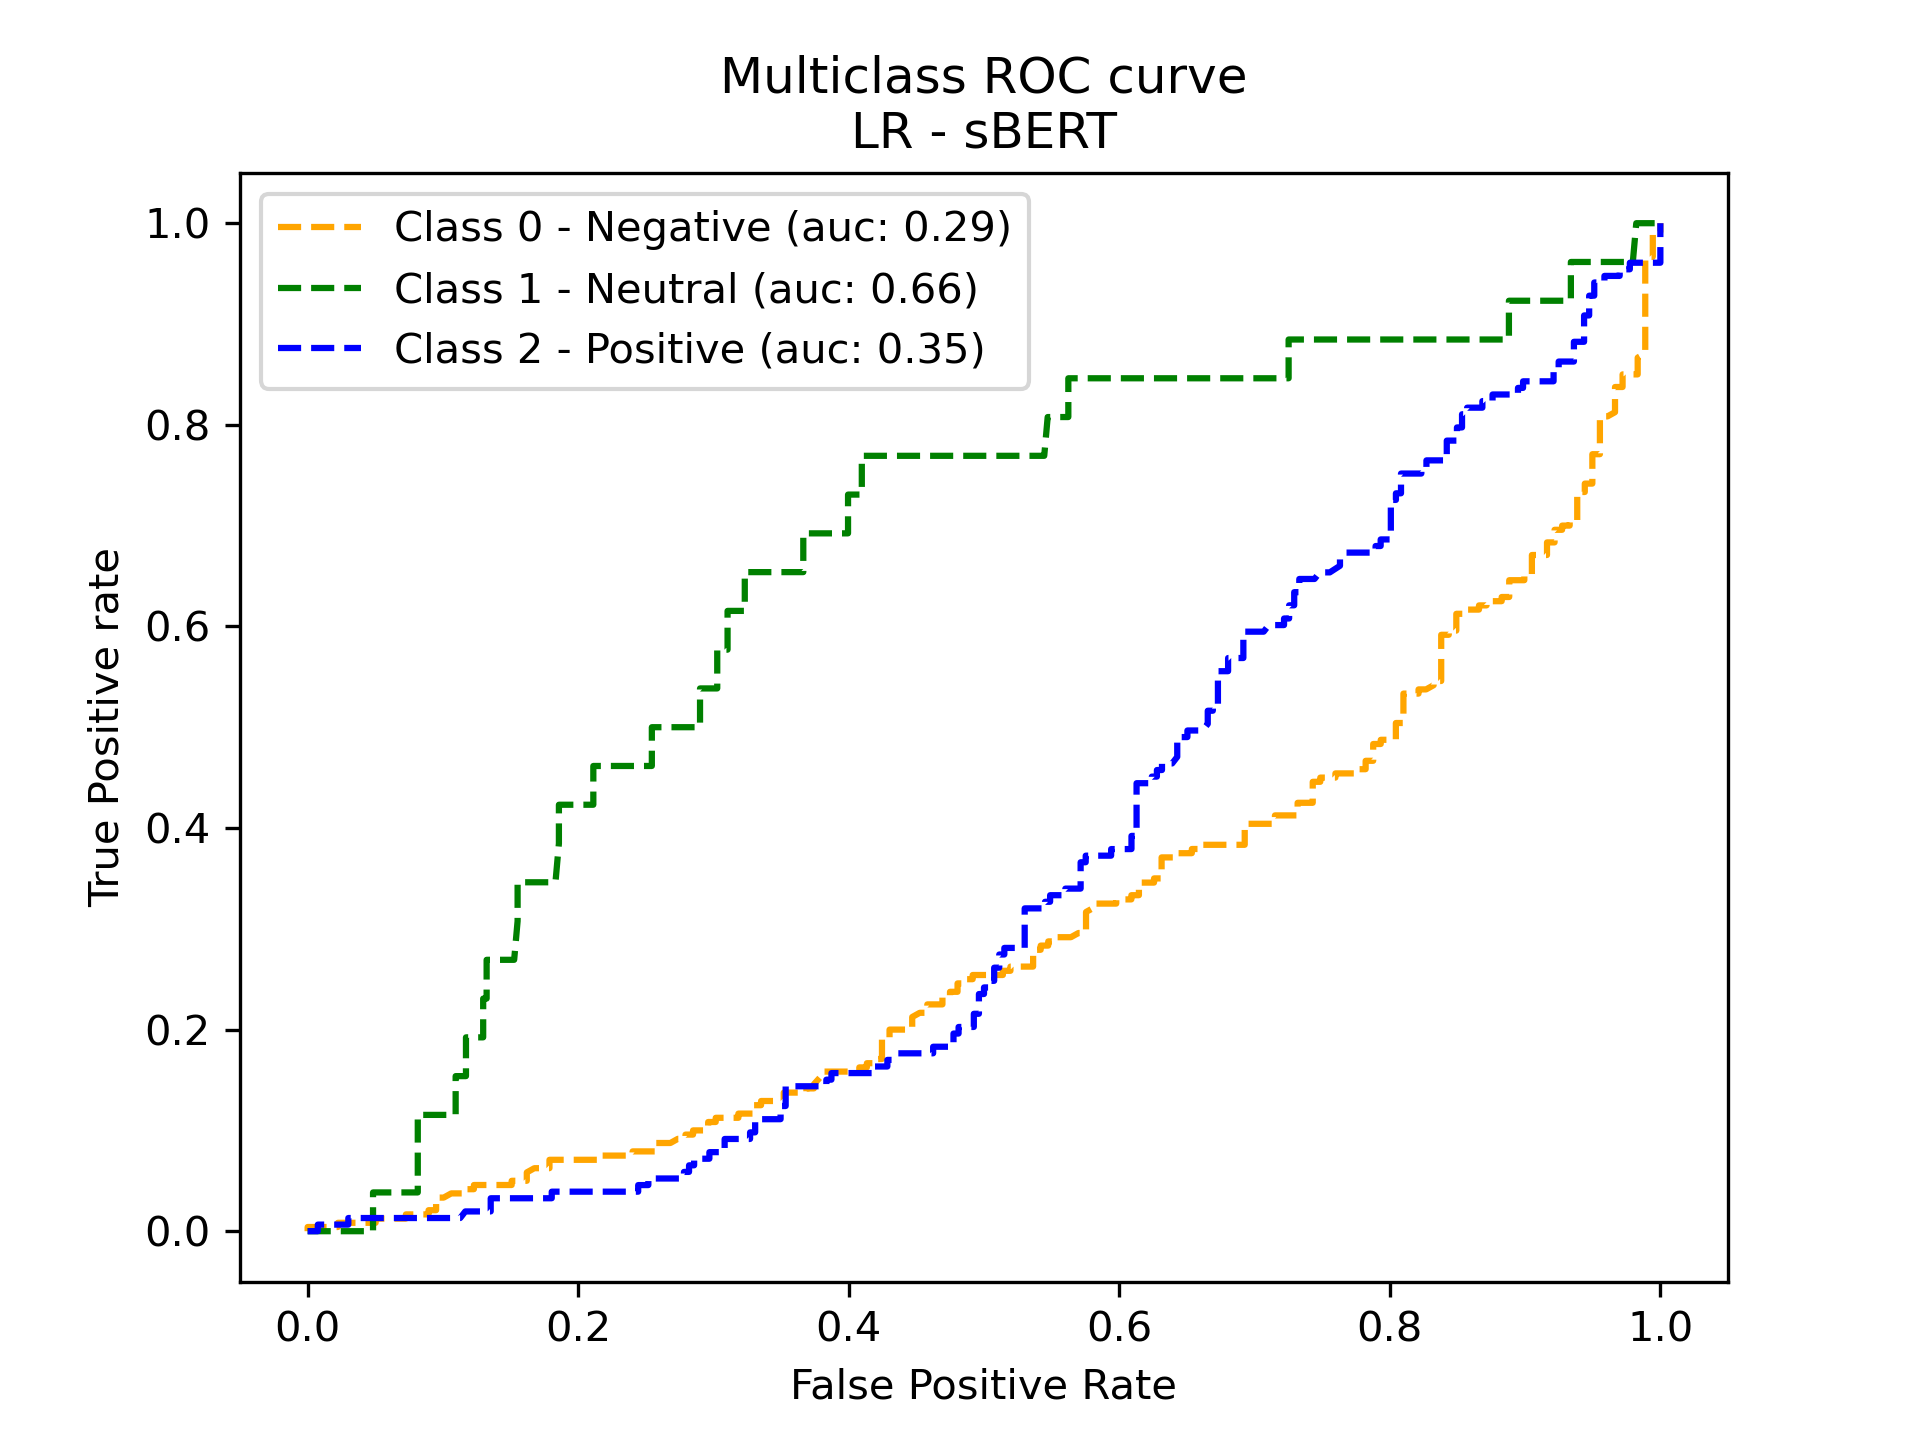 Multiclass ROC curve
LR - sBERT
Class 0 - Negative (auc: 0.29)
Class 1 - Neutral (auc: 0.66)
Class 2 - Positive (auc: 0.35)
True Positive rate
1.0
0.8
0.6
0.4
0.2
0.0
0.0 0.2 0.4 0.6 0.8 1.0
False Positive Rate